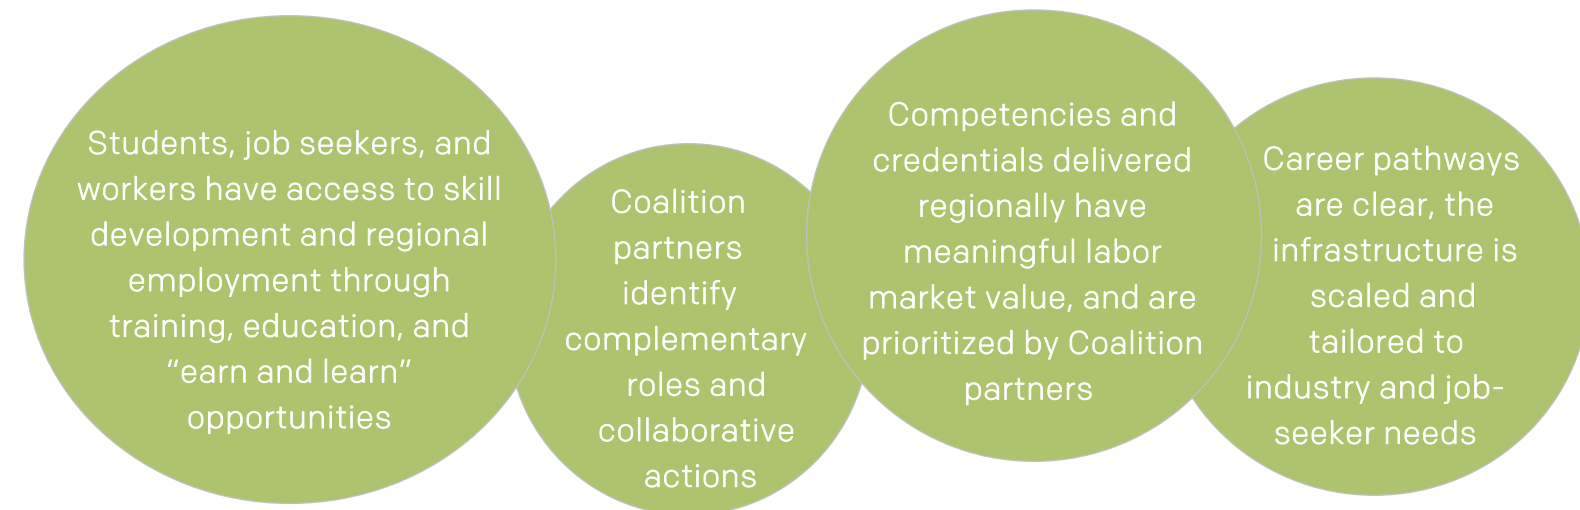 Students, job seekers, and
workers have access to skill
development and regional
employment through
training, education, and
“earn and learn”
opportunities
Coalition
partners
identify
complementary
roles and
collaborative
actions
Competencies and
credentials delivered
regionally have
meaningful labor
market value, and are
prioritized by Coalition
partners
Career pathways
are clear, the
infrastructure is
scaled and
tailored to
industry and job-
seeker needs